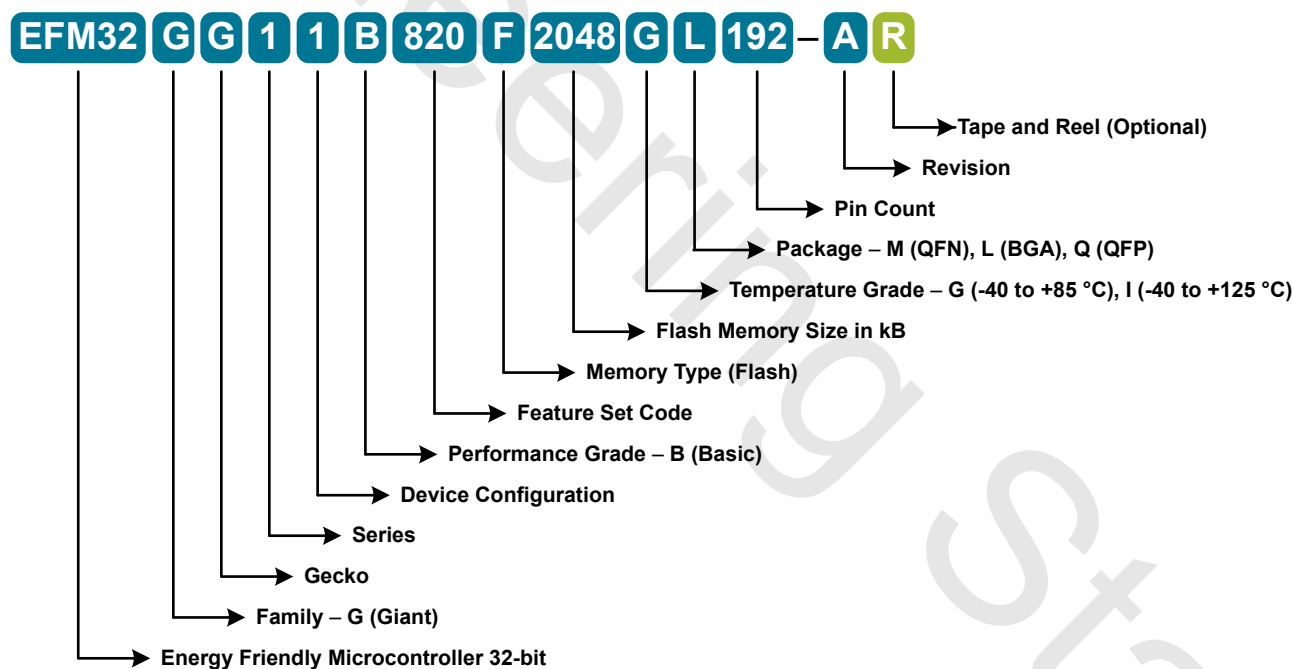 EFM32 G G 1 1 B 820 F 2048 G L 192 – A R
Tape and Reel (Optional)
Revision
Pin Count
Package – M (QFN), L (BGA), Q (QFP)
Temperature Grade – G (-40 to +85 °C), I (-40 to +125 °C)
Flash Memory Size in kB
Memory Type (Flash)
Feature Set Code
Performance Grade – B (Basic)
Device Configuration
Series
Gecko
Family – G (Giant)
Energy Friendly Microcontroller 32-bit